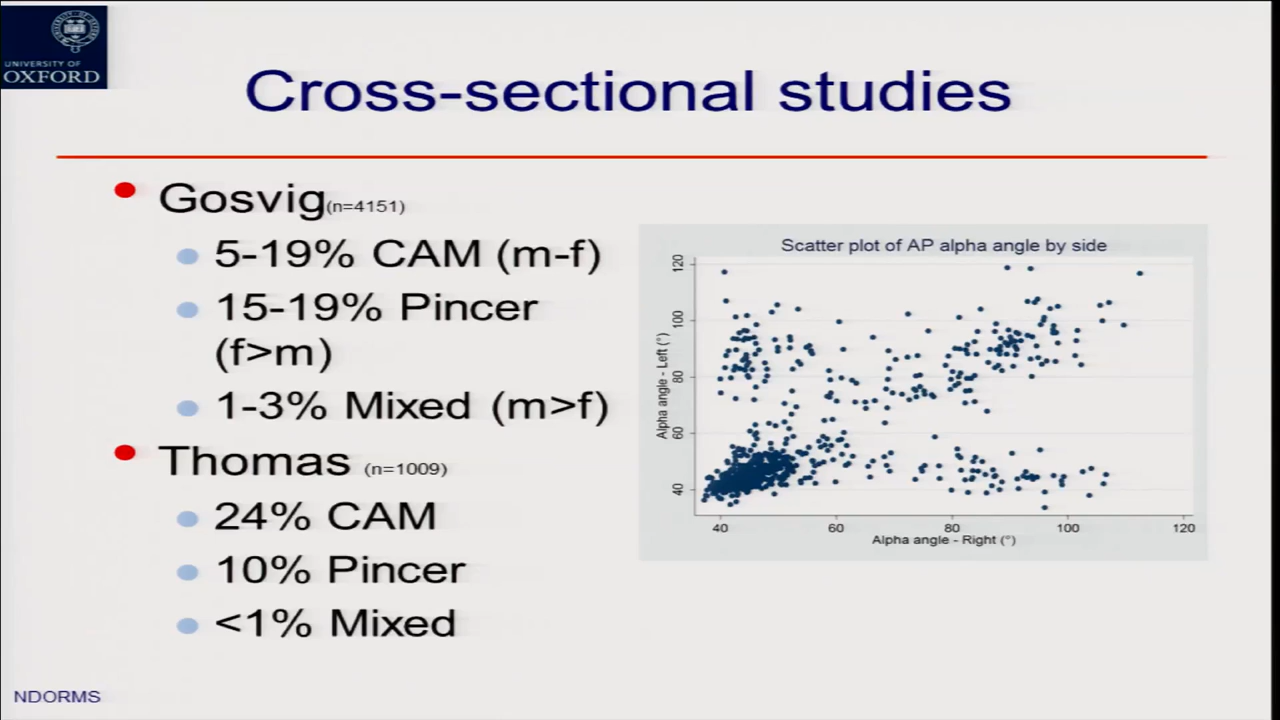 UNIVERSITY OF
OXFORD
Cross-sectional studies
Gosvig(n=4151)
5-19% CAM (m-f)
15-19% Pincer
(f>m)
1-3% Mixed (m>f)
Thomas (n=1009)
24% CAM
10% Pincer
<1% Mixed
Scatter plot of AP alpha angle by side
Alpha angle - Left (°)
120
100
80
60
40
40 60 80 100 120
Alpha angle - Right (°)
NDORMS